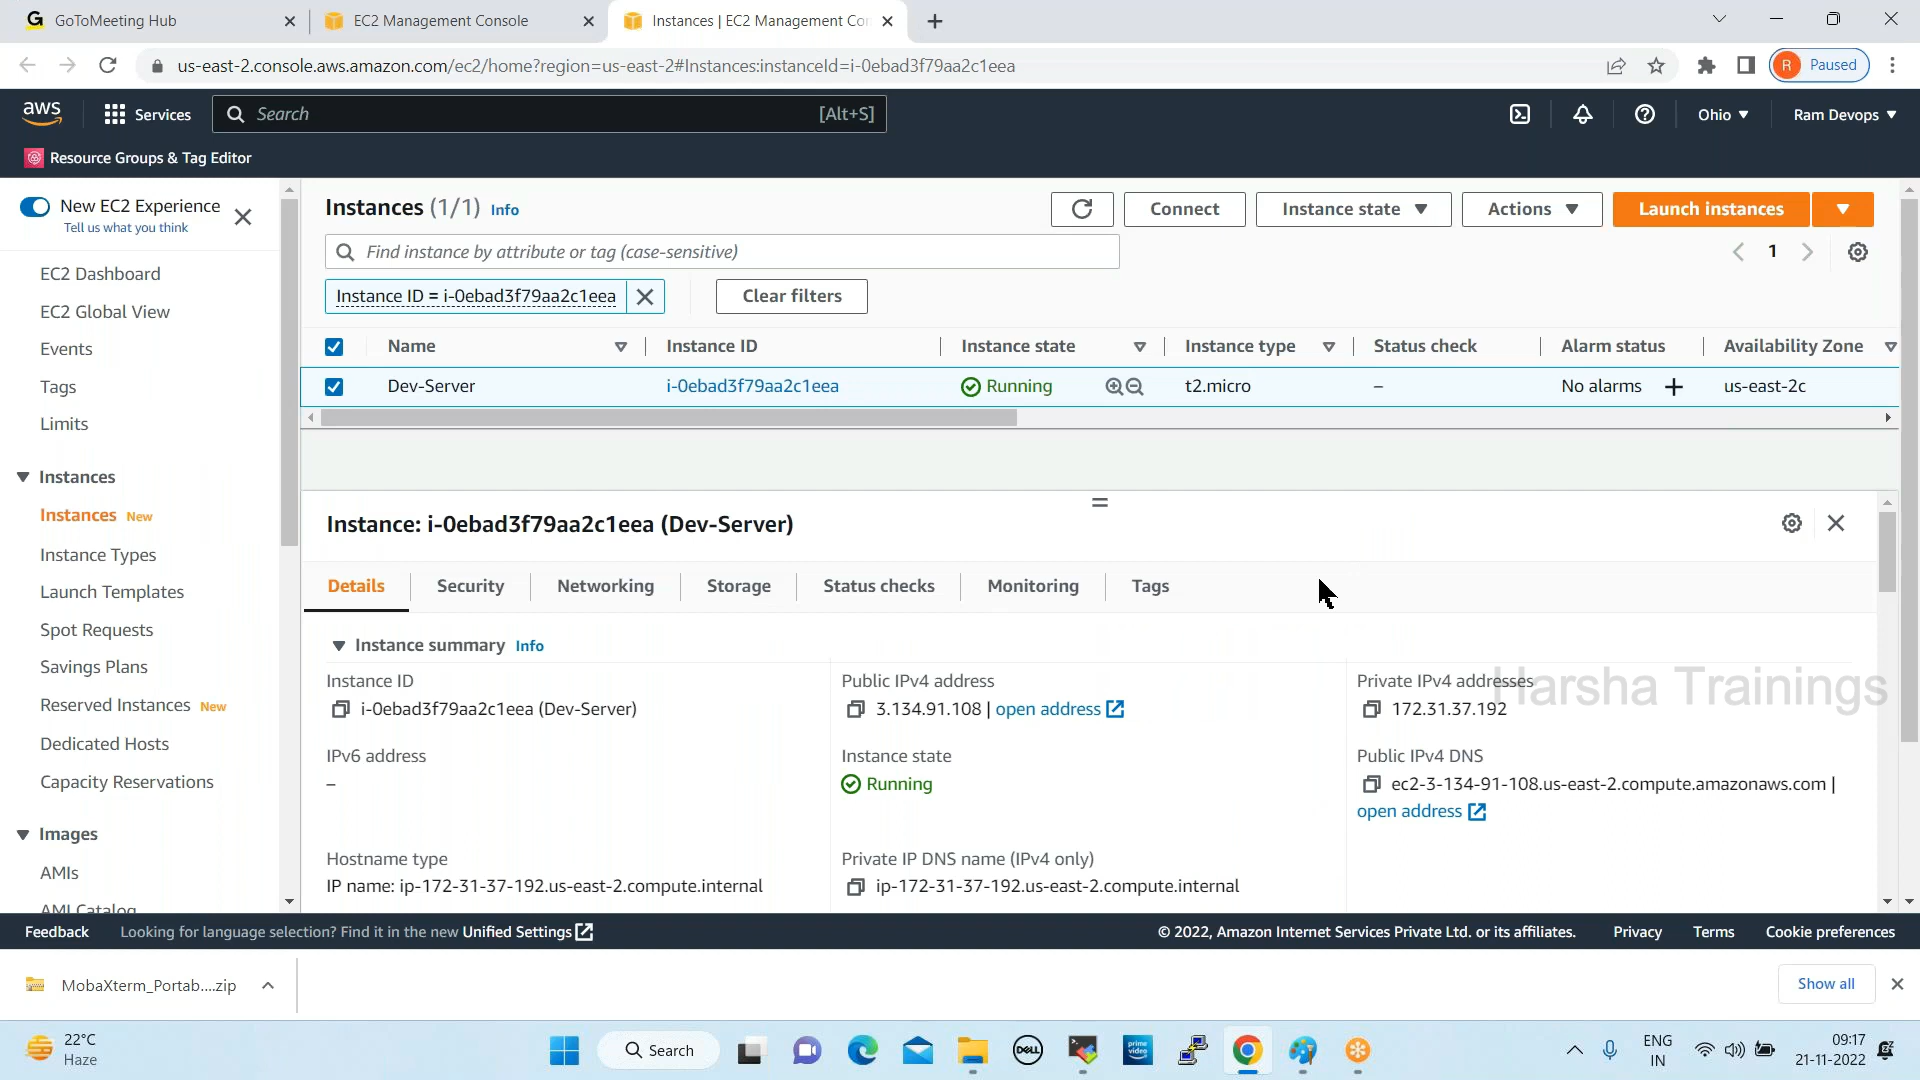 GoToMeeting Hub
EC2 Management Console
Instances | EC2 Management Co
us-east-2.console.aws.amazon.com/ec2/home?region=us-east-2#Instances:instanceId=i-0ebad3f79aa2c1eea
R Paused
aws
Services
Search [Alt+S]
Ohio
Ram Devops
Resource Groups & Tag Editor
New EC2 Experience
Tell us what you think
EC2 Dashboard
EC2 Global View
Events
Tags
Limits
Instances
Instances New
Instance Types
Launch Templates
Spot Requests
Savings Plans
Reserved Instances New
Dedicated Hosts
Capacity Reservations
Images
AMIs
AMI Catalog
Instances (1/1) Info
Connect
Instance state
Actions
Launch instances
Find instance by attribute or tag (case-sensitive)
1
Instance ID = i-0ebad3f79aa2c1eea
Clear filters
Name Instance ID Instance state Instance type Status check Alarm status Availability Zone
Dev-Server i-0ebad3f79aa2c1eea Running t2.micro – No alarms + us-east-2c
Instance: i-0ebad3f79aa2c1eea (Dev-Server)
Details Security Networking Storage Status checks Monitoring Tags
Instance summary Info
Instance ID
i-0ebad3f79aa2c1eea (Dev-Server)
Public IPv4 address
3.134.91.108 | open address
Private IPv4 addresses
172.31.37.192
Harsha Trainings
IPv6 address
–
Instance state
Running
Public IPv4 DNS
ec2-3-134-91-108.us-east-2.compute.amazonaws.com |
open address
Hostname type
IP name: ip-172-31-37-192.us-east-2.compute.internal
Private IP DNS name (IPv4 only)
ip-172-31-37-192.us-east-2.compute.internal
Feedback
Looking for language selection? Find it in the new Unified Settings
© 2022, Amazon Internet Services Private Ltd. or its affiliates.
Privacy
Terms
Cookie preferences
MobaXterm_Portab....zip
Show all
22°C
Haze
Search
DELL
prime
video
ENG
IN
09:17
21-11-2022